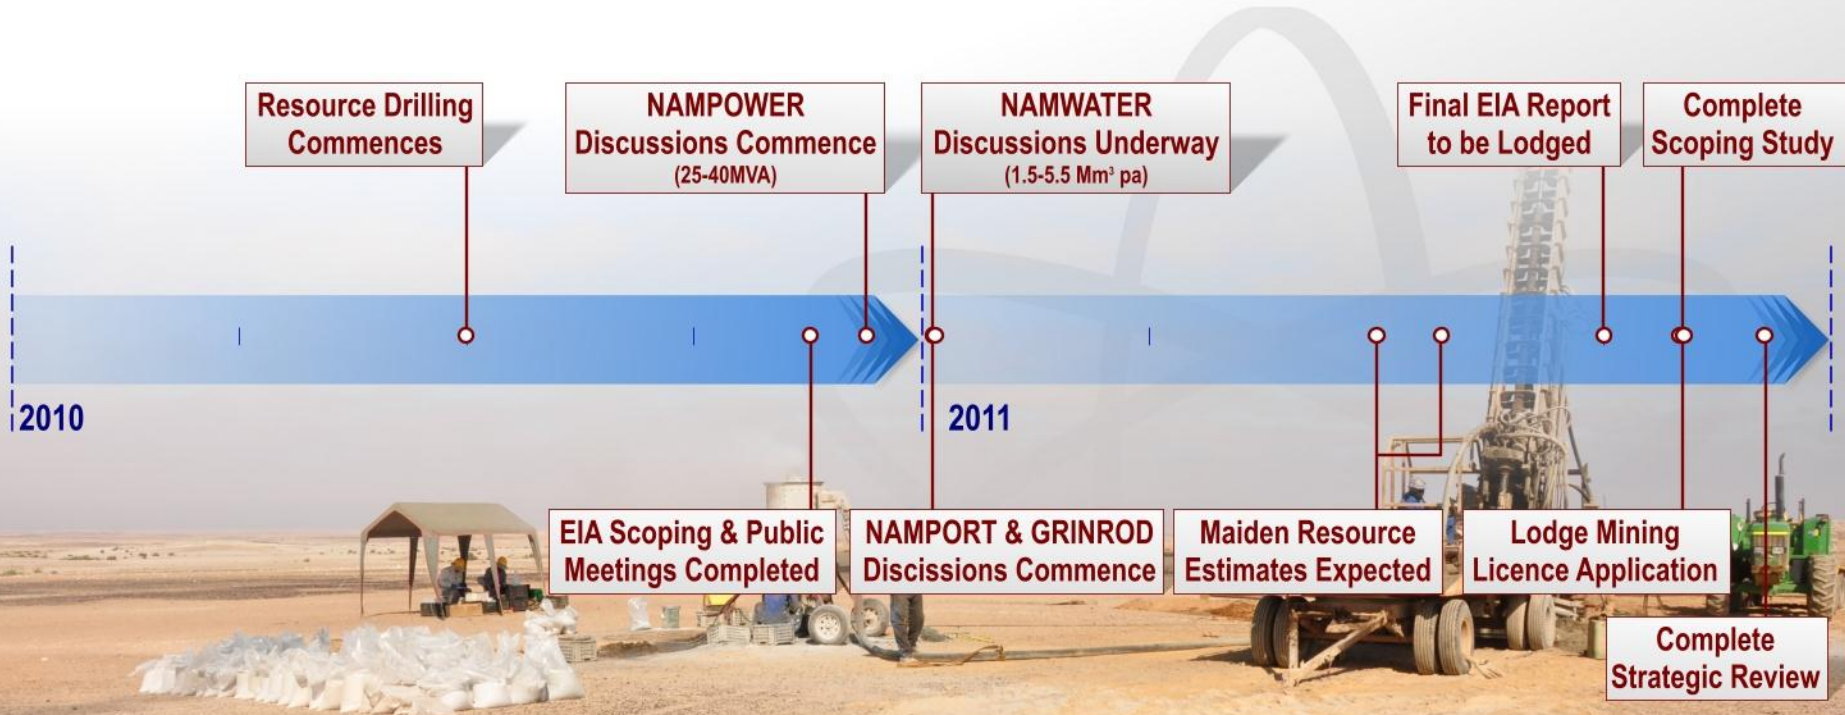 Resource Drilling
Commences
NAMPOWER
Discussions Commence
(25-40MVA)
NAMWATER
Discussions Underway
(1.5-5.5 Mm³ pa)
Final EIA Report
to be Lodged
Complete
Scoping Study
2010
2011
EIA Scoping & Public
Meetings Completed
NAMPORT & GRINROD
Discissions Commence
Maiden Resource
Estimates Expected
Lodge Mining
Licence Application
Complete
Strategic Review